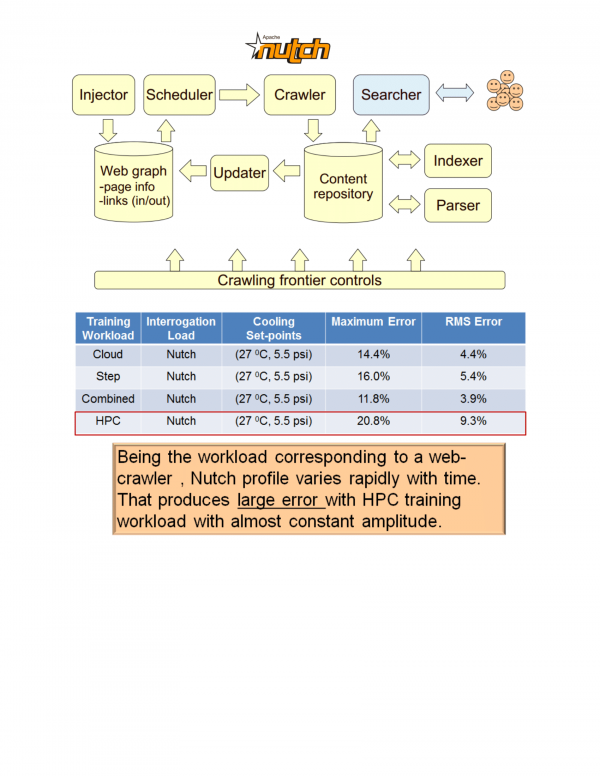 Apache
nutch
Injector
Scheduler
Crawler
Searcher
Web graph
-page info
-links (in/out)
Updater
Content
repository
Indexer
Parser
Crawling frontier controls
Training Workload Interrogation Load Cooling Set-points Maximum Error RMS Error
Cloud Nutch (27 ⁰C, 5.5 psi) 14.4% 4.4%
Step Nutch (27 ⁰C, 5.5 psi) 16.0% 5.4%
Combined Nutch (27 ⁰C, 5.5 psi) 11.8% 3.9%
HPC Nutch (27 ⁰C, 5.5 psi) 20.8% 9.3%
Being the workload corresponding to a web-
crawler , Nutch profile varies rapidly with time.
That produces large error with HPC training
workload with almost constant amplitude.